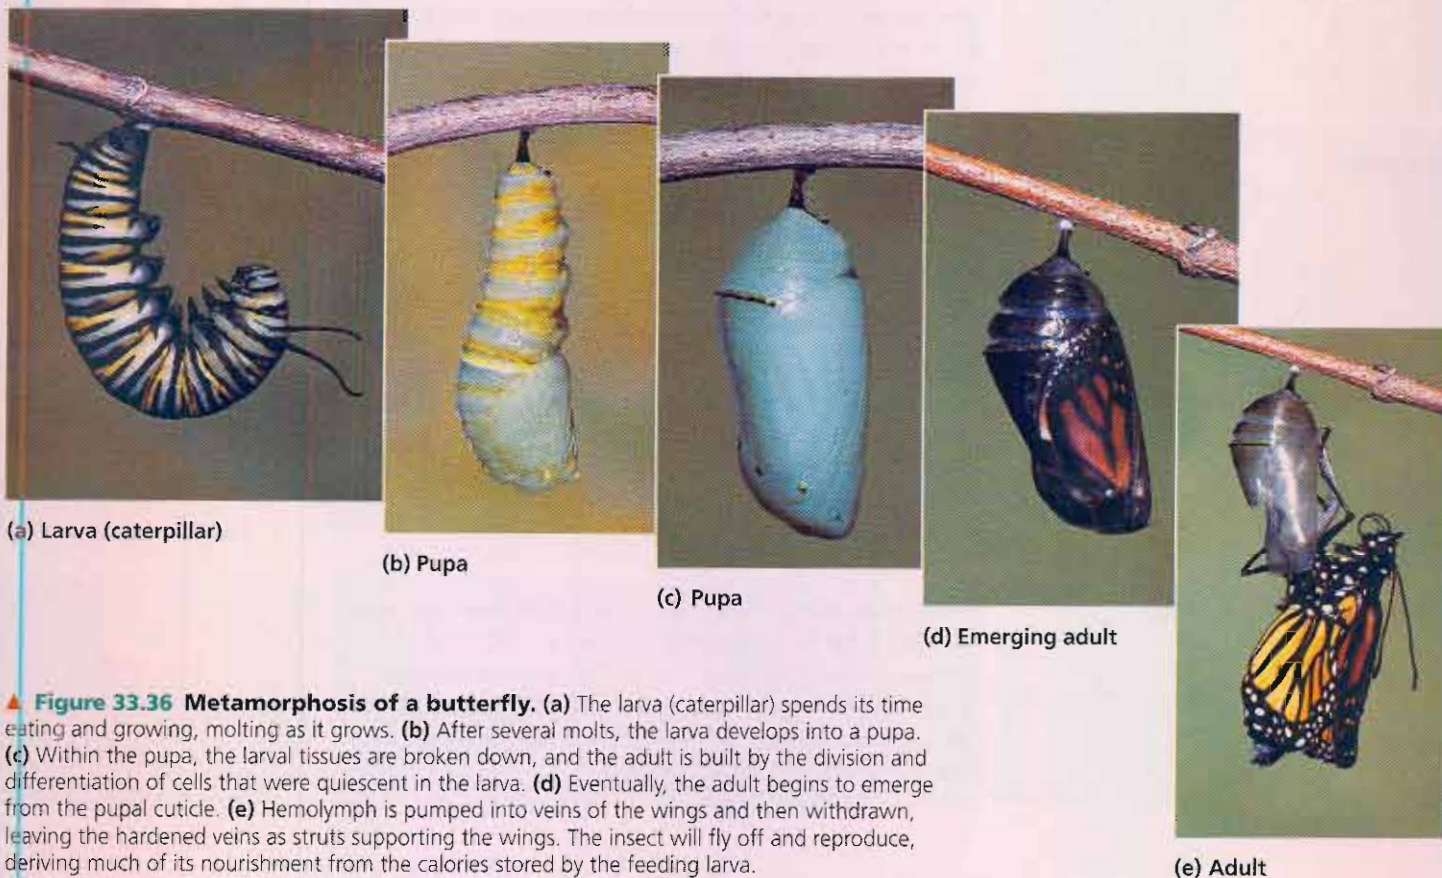 (a) Larva (caterpillar)
(b) Pupa
(c) Pupa
(d) Emerging adult
(e) Adult
▲ Figure 33.36 Metamorphosis of a butterfly. (a) The larva (caterpillar) spends its time
eating and growing, molting as it grows. (b) After several molts, the larva develops into a pupa.
(c) Within the pupa, the larval tissues are broken down, and the adult is built by the division and
differentiation of cells that were quiescent in the larva. (d) Eventually, the adult begins to emerge
from the pupal cuticle. (e) Hemolymph is pumped into veins of the wings and then withdrawn,
leaving the hardened veins as struts supporting the wings. The insect will fly off and reproduce,
deriving much of its nourishment from the calories stored by the feeding larva.